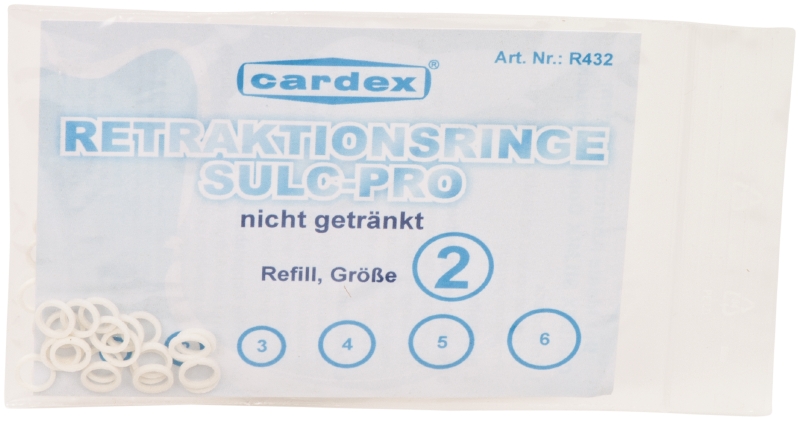 cardex®
Art. Nr.: R432
RETRAKTIONSRINGE
SULC-PRO
nicht getränkt
Refill, Größe 2
3 4 5 6